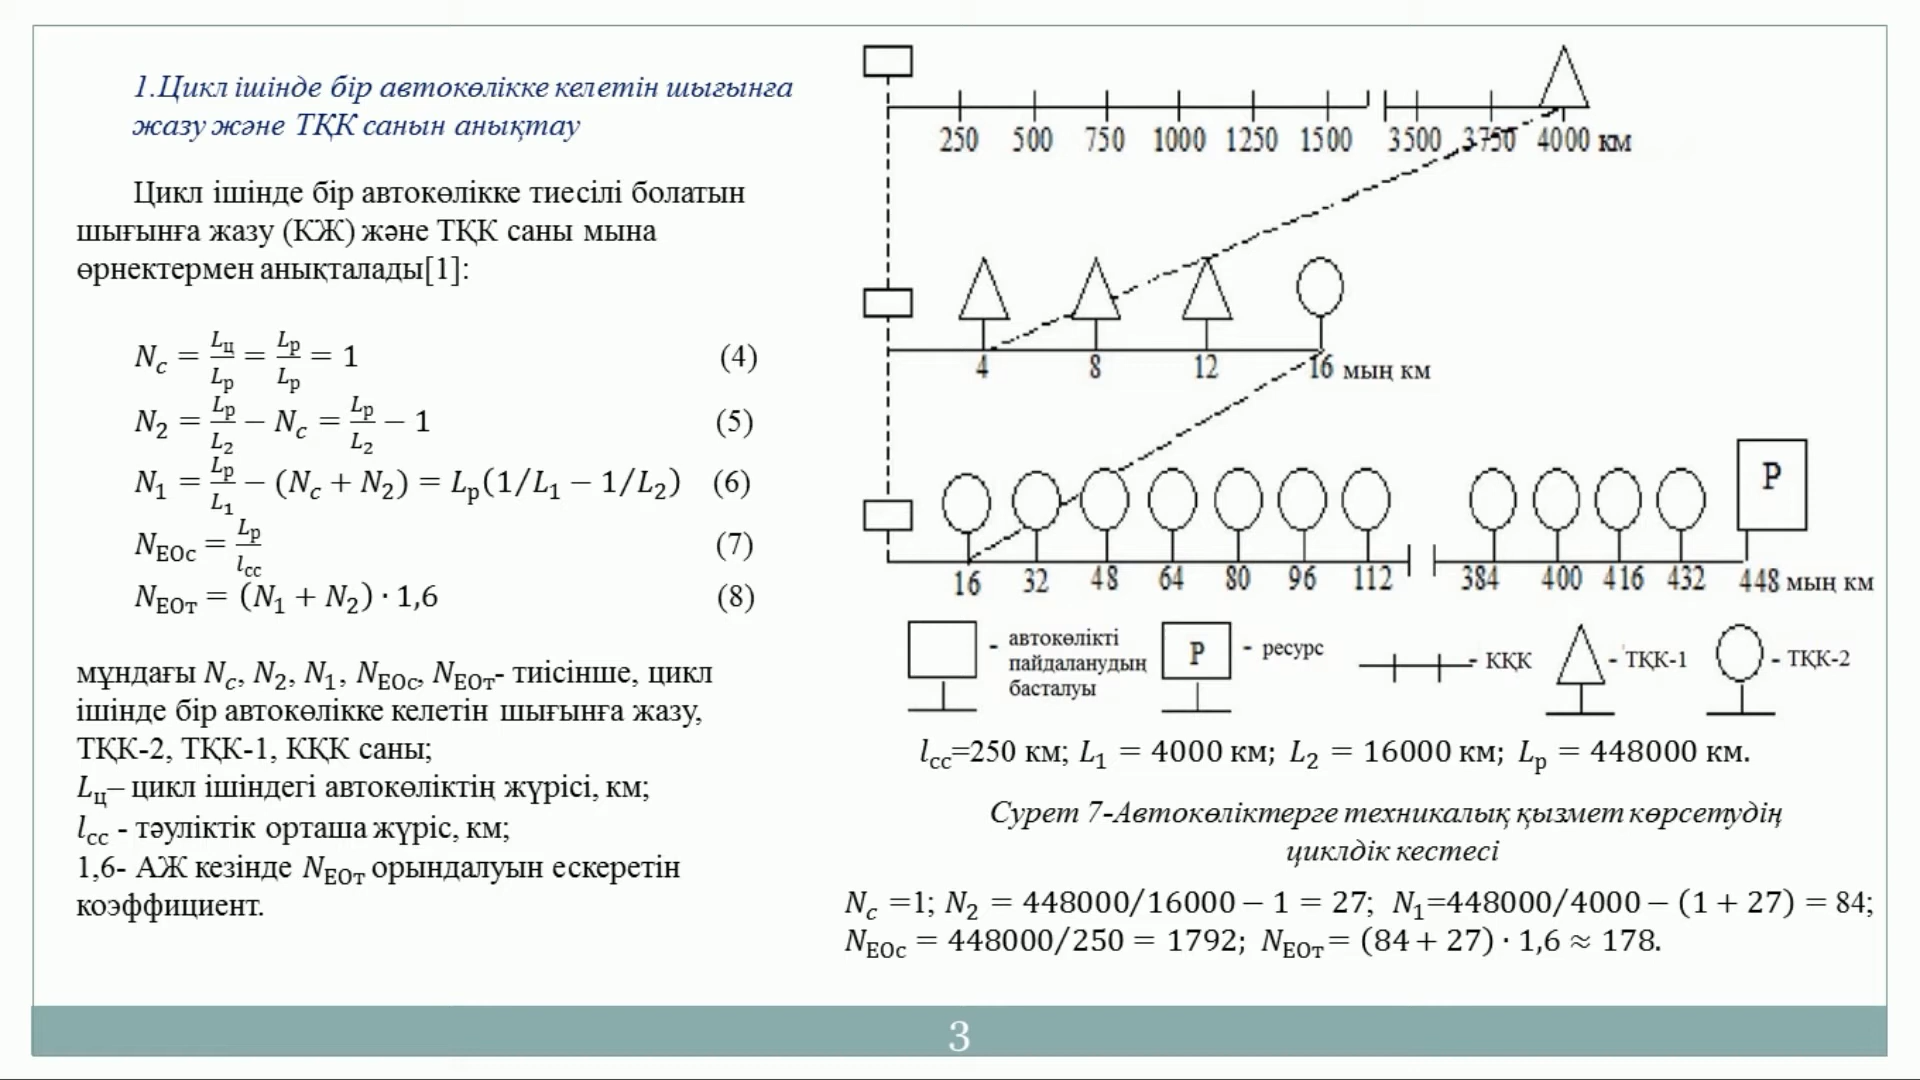 1.Цикл ішінде бір автокөлікке келетін шығынға
жазу және ТҚК санын анықтау
Цикл ішінде бір автокөлікке тиесілі болатын
шығынға жазу (КЖ) және ТҚК саны мына
өрнектермен анықталады[1]:
N_c = L_ц/L_р = L_р/L_р = 1 (4)
N_2 = L_р/L_2 − N_c = L_р/L_2 − 1 (5)
N_1 = L_р/L_1 − (N_c + N_2) = L_р(1/L_1 − 1/L_2) (6)
N_ЕОс = L_р/l_сс (7)
N_ЕОт = (N_1 + N_2) · 1,6 (8)
мұндағы N_c, N_2, N_1, N_ЕОс, N_ЕОт- тиісінше, цикл
ішінде бір автокөлікке келетін шығынға жазу,
ТҚК-2, ТҚК-1, КҚК саны;
L_ц– цикл ішіндегі автокөліктің жүрісі, км;
l_сс - тәуліктік орташа жүріс, км;
1,6- АЖ кезінде N_ЕОт орындалуын ескеретін
коэффициент.
250 500 750 1000 1250 1500 3500 3750 4000 км
4 8 12 16 мың км
P
16 32 48 64 80 96 112 384 400 416 432 448 мың км
- автокөлікті
пайдаланудың
басталуы
P - ресурс
- КҚК
- ТҚК-1
- ТҚК-2
l_сс=250 км; L_1 = 4000 км; L_2 = 16000 км; L_р = 448000 км.
Сурет 7-Автокөліктерге техникалық қызмет көрсетудің
циклдік кестесі
N_c =1; N_2 = 448000/16000 − 1 = 27; N_1=448000/4000 − (1 + 27) = 84;
N_ЕОс = 448000/250 = 1792; N_ЕОт = (84 + 27) · 1,6 ≈ 178.
3